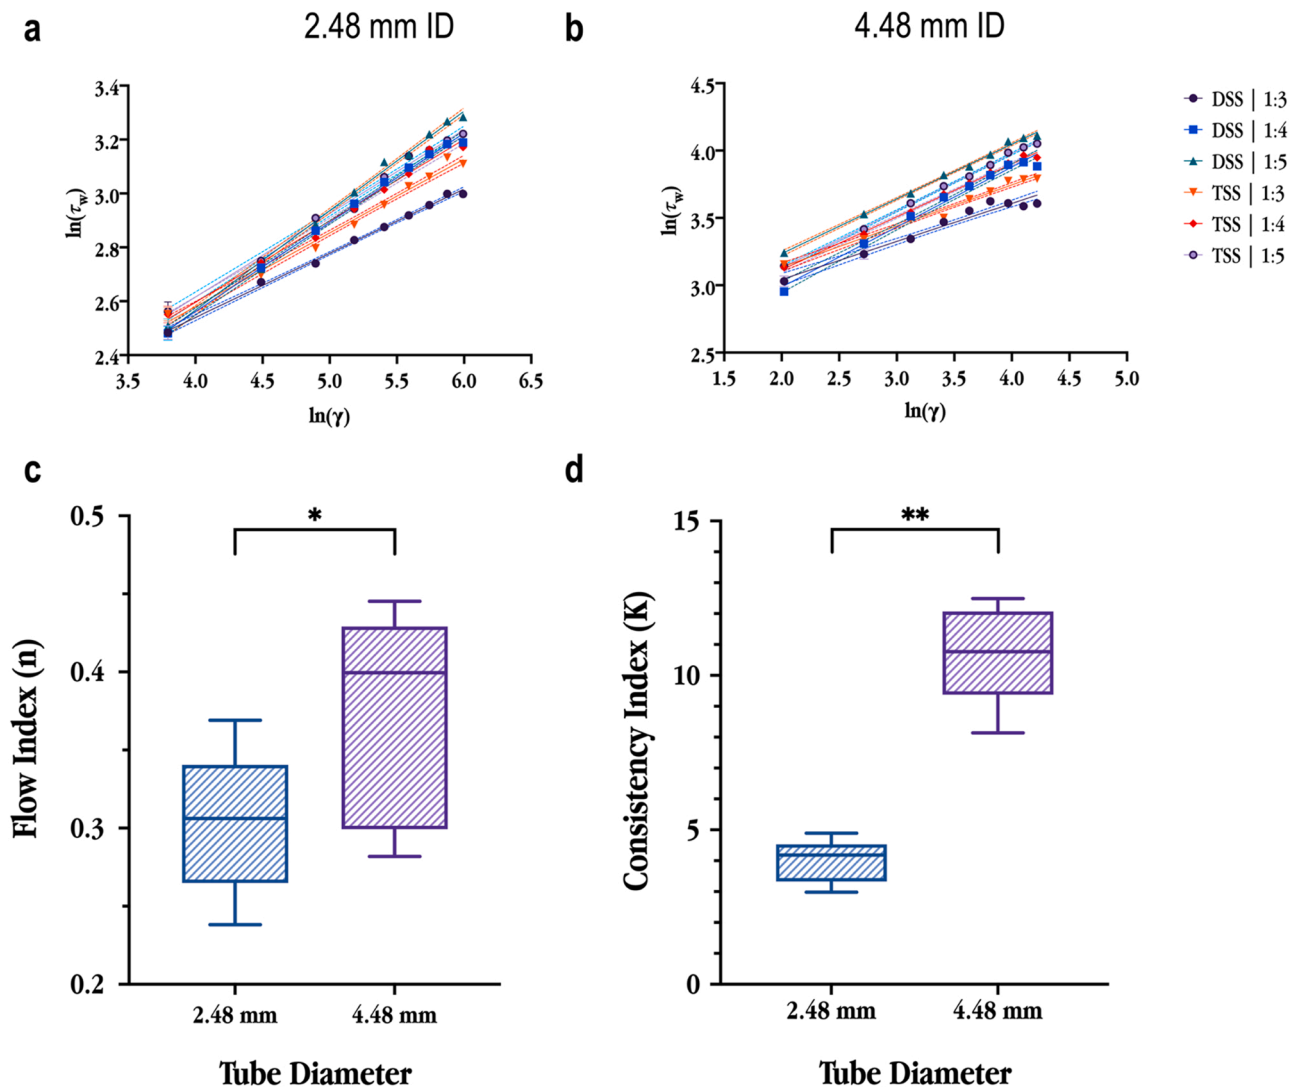 a
2.48 mm ID
b
4.48 mm ID
3.4
3.2
3.0
2.8
2.6
2.4
ln(τw)
3.5 4.0 4.5 5.0 5.5 6.0 6.5
ln(γ)
4.5
4.0
3.5
3.0
2.5
ln(τw)
1.5 2.0 2.5 3.0 3.5 4.0 4.5 5.0
ln(γ)
DSS | 1:3
DSS | 1:4
DSS | 1:5
TSS | 1:3
TSS | 1:4
TSS | 1:5
c
0.5
0.4
0.3
0.2
Flow Index (n)
*
2.48 mm 4.48 mm
Tube Diameter
d
15
10
5
0
Consistency Index (K)
**
2.48 mm 4.48 mm
Tube Diameter